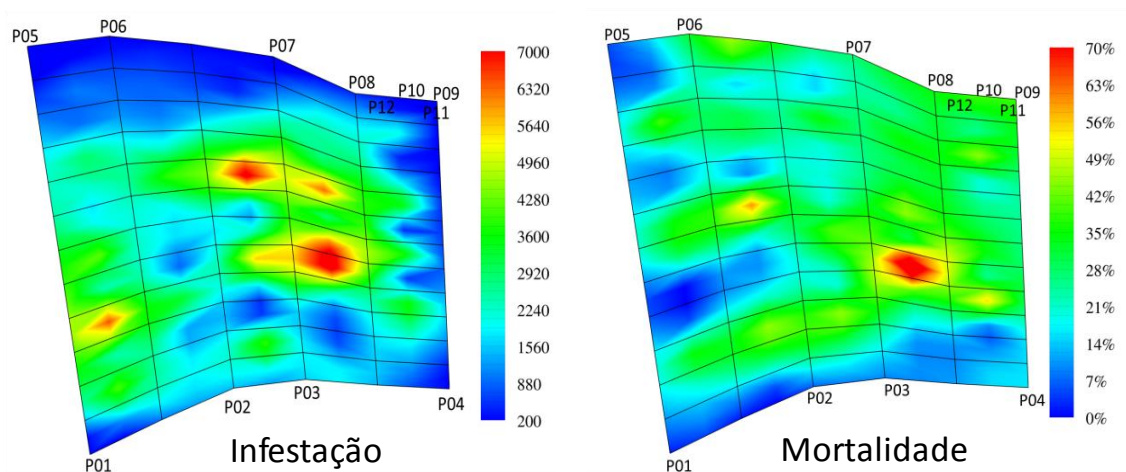 P05
P06
P07
P08
P10
P09
P12
P11
P02
P03
P04
P01
7000
6320
5640
4960
4280
3600
2920
2240
1560
880
200
Infestação
P05
P06
P07
P08
P10
P09
P12
P11
P02
P03
P04
P01
70%
63%
56%
49%
42%
35%
28%
21%
14%
7%
0%
Mortalidade